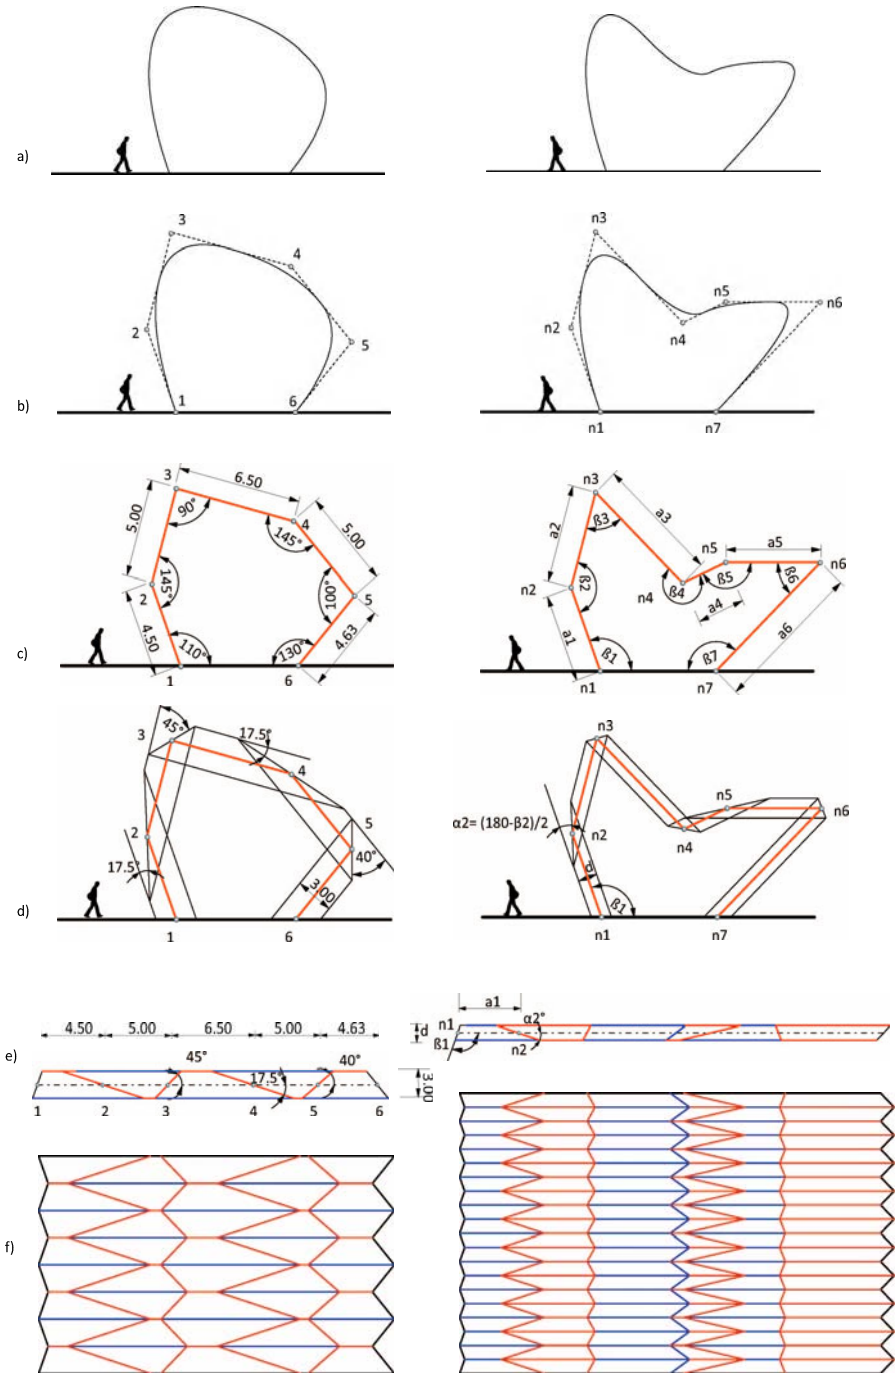 a)
3
4
2
5
1
6
b)
n3
n5
n6
n2
n4
n1
n7
3
6.50
90°
5.00
4
145°
5.00
145°
2
100°
5
4.50
110°
130°
4.63
1
6
c)
n3
a2
ß3
a3
n5
a5
n6
n2
ß2
n4
ß4
ß5
ß6
a4
a1
a6
ß1
ß7
n1
n7
3
45°
17.5°
4
2
5
17.5°
40°
3.00
1
6
d)
n3
n5
n6
α2= (180-β2)/2
n2
n4
d
ß1
n1
n7
4.50
5.00
6.50
5.00
4.63
45°
40°
17.5°
3.00
1
2
3
4
5
6
e)
a1
n1
α2°
d
ß1
n2
f)